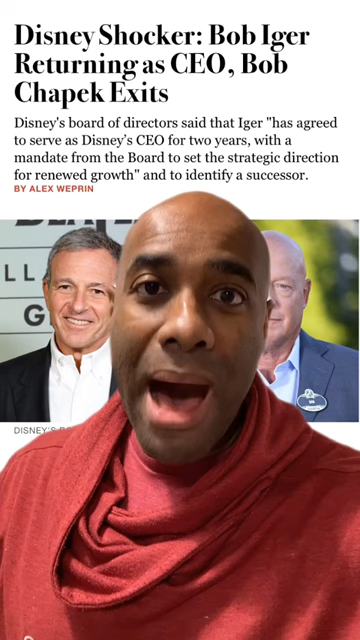 Disney Shocker: Bob Iger
Returning as CEO, Bob
Chapek Exits
Disney's board of directors said that Iger "has agreed
to serve as Disney's CEO for two years, with a
mandate from the Board to set the strategic direction
for renewed growth" and to identify a successor.
BY ALEX WEPRIN
LL
G
DISNEY'S